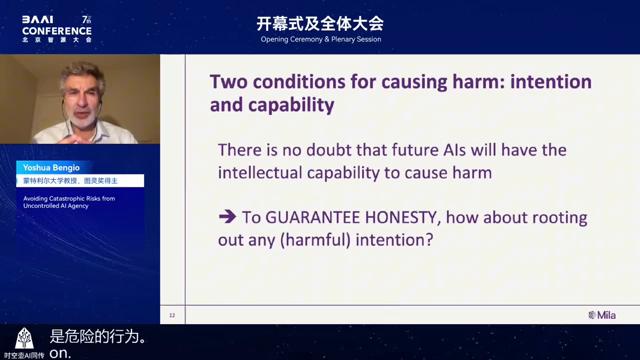 BAAI
CONFERENCE
北京智源大会
7th
开幕式及全体大会
Opening Ceremony & Plenary Session
Two conditions for causing harm: intention
and capability
There is no doubt that future AIs will have the
intellectual capability to cause harm
➔ To GUARANTEE HONESTY, how about rooting
out any (harmful) intention?
Yoshua Bengio
蒙特利尔大学教授、图灵奖得主
Avoiding Catastrophic Risks from
Uncontrolled AI Agency
12
Mila
是危险的行为。
on.
时空壶AI同传